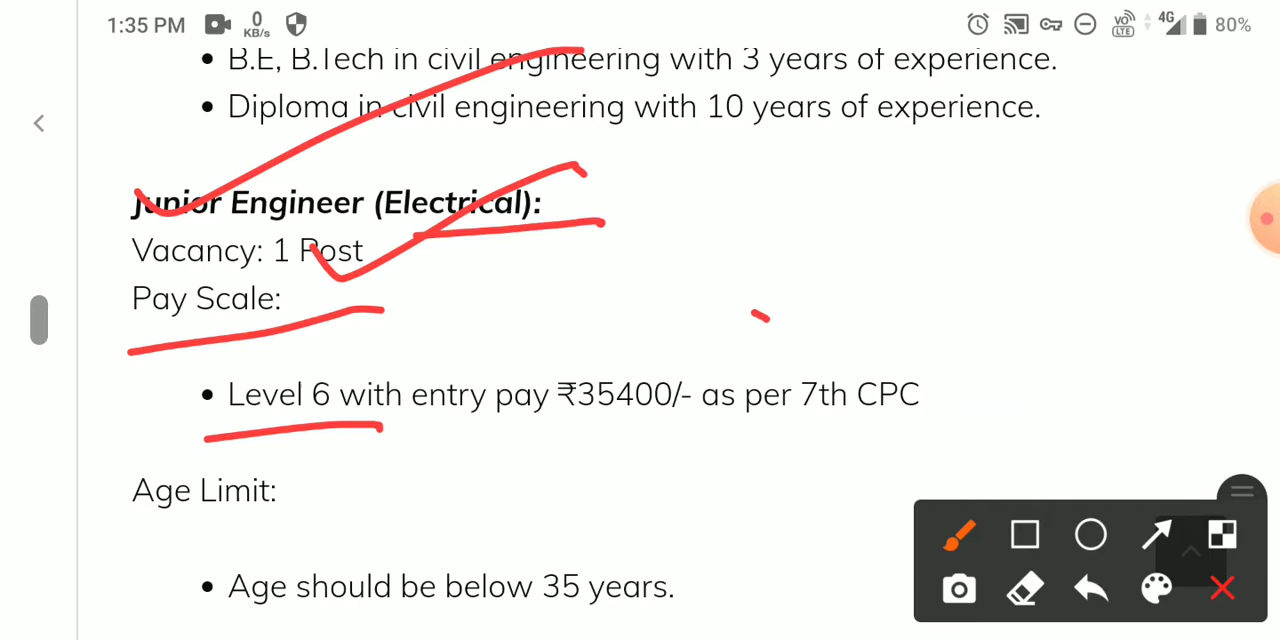 1:35 PM 0 KB/s VO LTE 4G 80%
• B.E, B.Tech in civil engineering with 3 years of experience.
• Diploma in civil engineering with 10 years of experience.
Junior Engineer (Electrical):
Vacancy: 1 Post
Pay Scale:
• Level 6 with entry pay ₹35400/- as per 7th CPC
Age Limit:
• Age should be below 35 years.